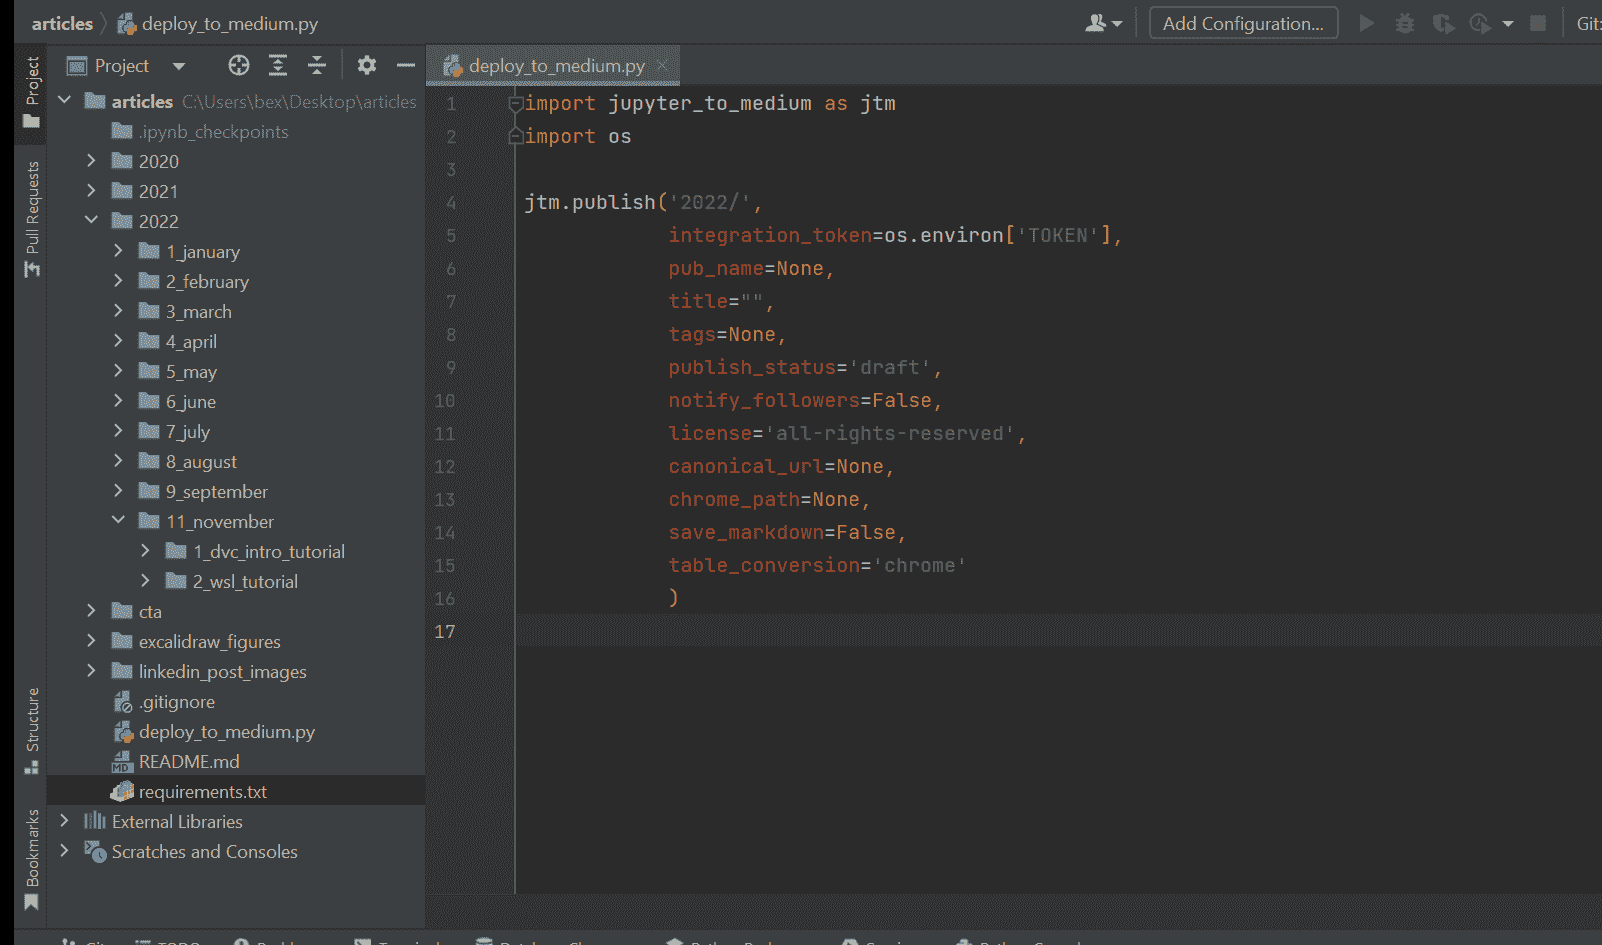 articles deploy_to_medium.py Add Configuration... Git:
Project
Pull Requests
Structure
Bookmarks
Project
articles C:\Users\bex\Desktop\articles
.ipynb_checkpoints
2020
2021
2022
1_january
2_february
3_march
4_april
5_may
6_june
7_july
8_august
9_september
11_november
1_dvc_intro_tutorial
2_wsl_tutorial
cta
excalidraw_figures
linkedin_post_images
.gitignore
deploy_to_medium.py
README.md
requirements.txt
External Libraries
Scratches and Consoles
deploy_to_medium.py
1 import jupyter_to_medium as jtm
2 import os
3
4 jtm.publish('2022/',
5 integration_token=os.environ['TOKEN'],
6 pub_name=None,
7 title="",
8 tags=None,
9 publish_status='draft',
10 notify_followers=False,
11 license='all-rights-reserved',
12 canonical_url=None,
13 chrome_path=None,
14 save_markdown=False,
15 table_conversion='chrome'
16 )
17